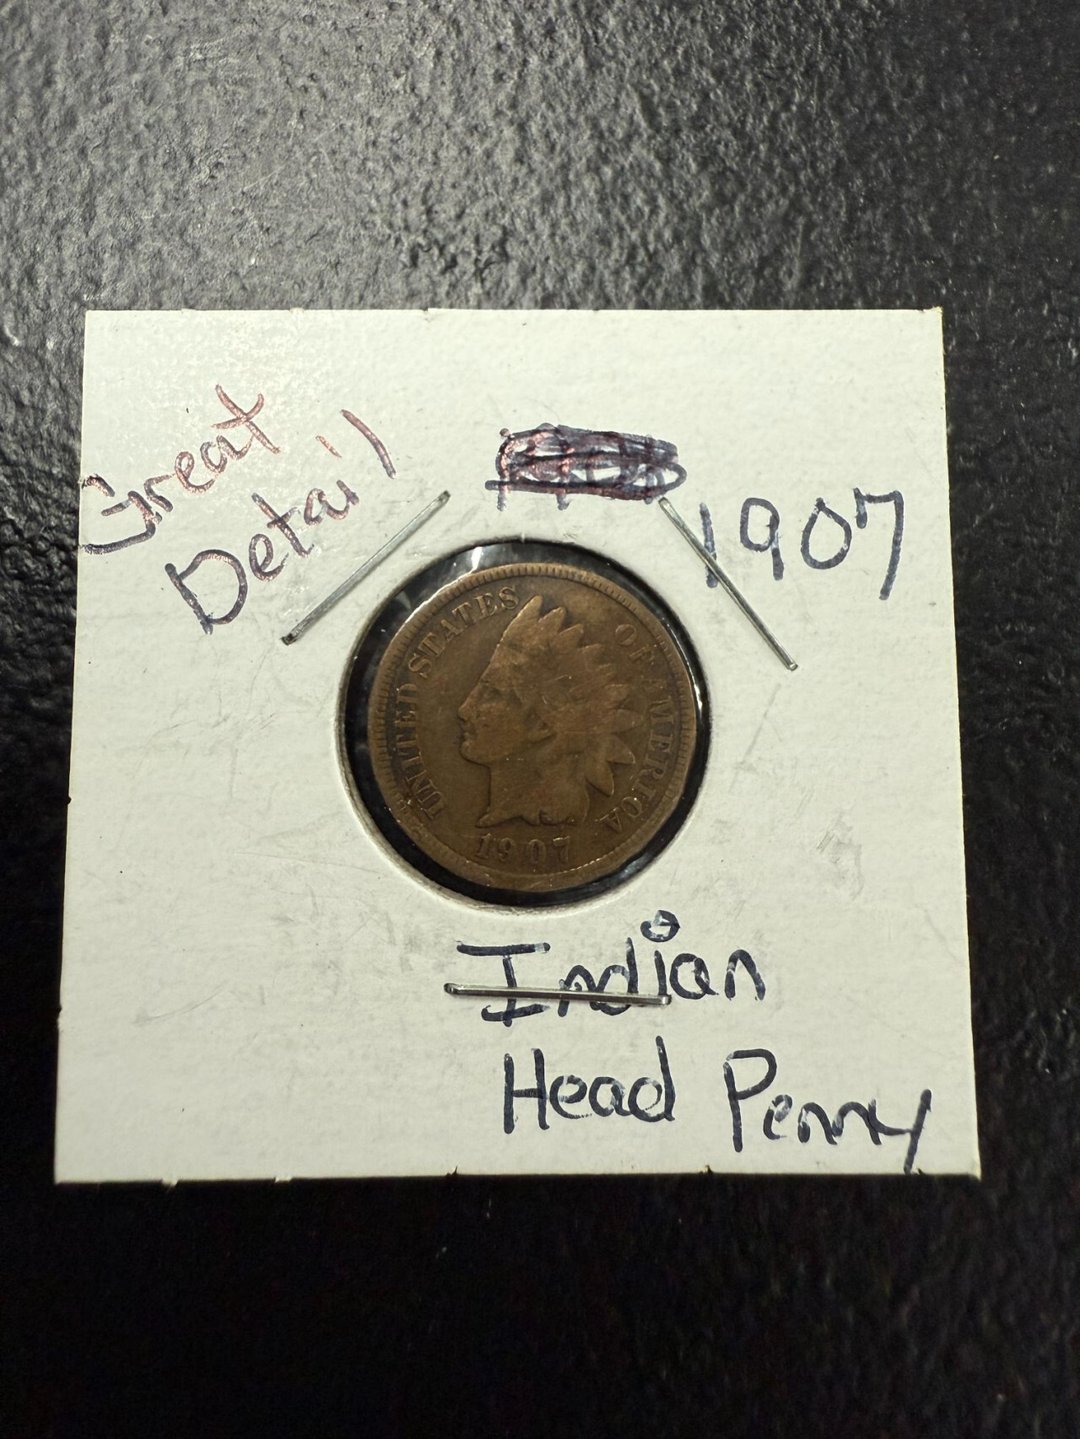 Great
Detail
1907
UNITED STATES OF AMERICA
1907
Indian
Head Penny